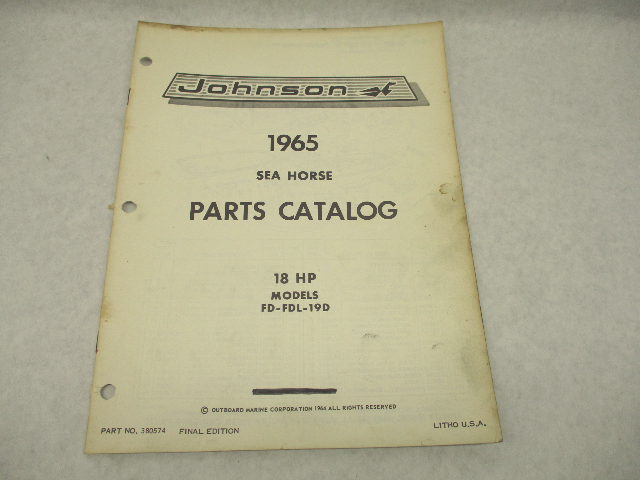 Johnson
1965
SEA HORSE
PARTS CATALOG
18 HP
MODELS
FD-FDL-19D
© OUTBOARD MARINE CORPORATION 1964 ALL RIGHTS RESERVED
PART NO. 380574 FINAL EDITION LITHO U.S.A.